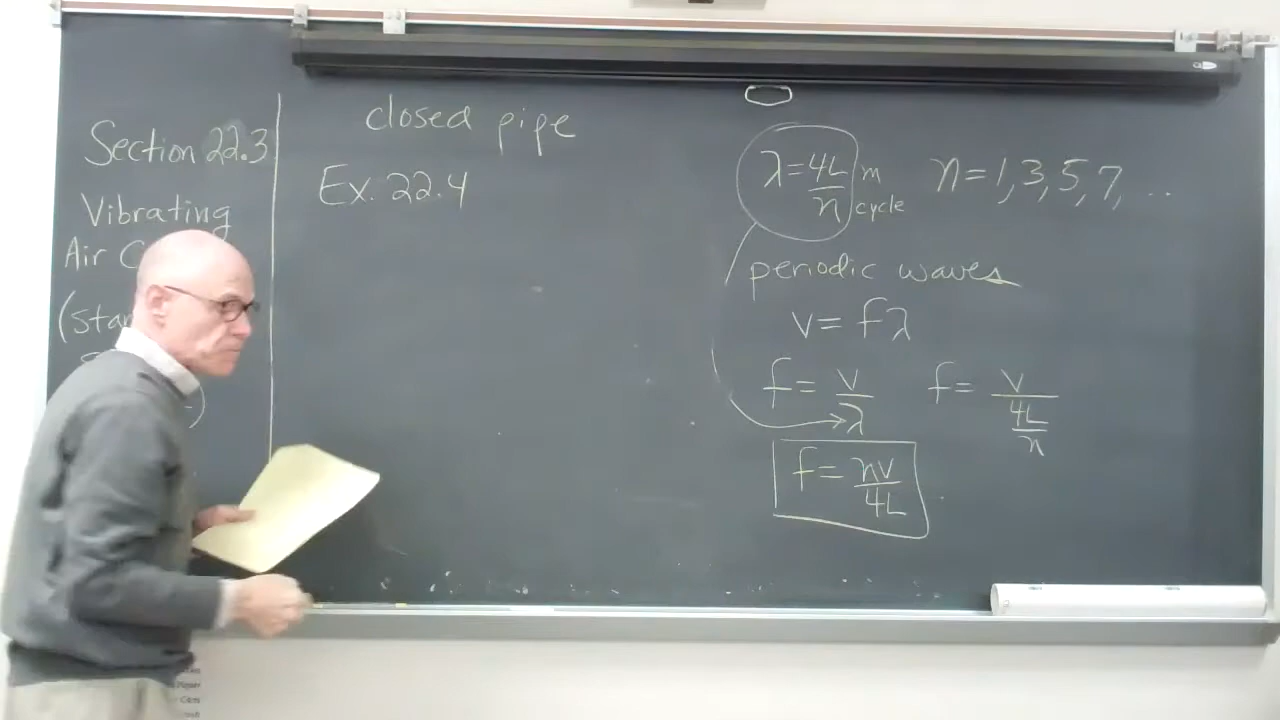 Section 22.3
Vibrating
Air
closed pipe
Ex. 22.4
λ = 4L/n m/cycle n = 1, 3, 5, 7, ...
periodic waves
v = fλ
f = v/λ f = v/(4L/n)
f = nv/4L